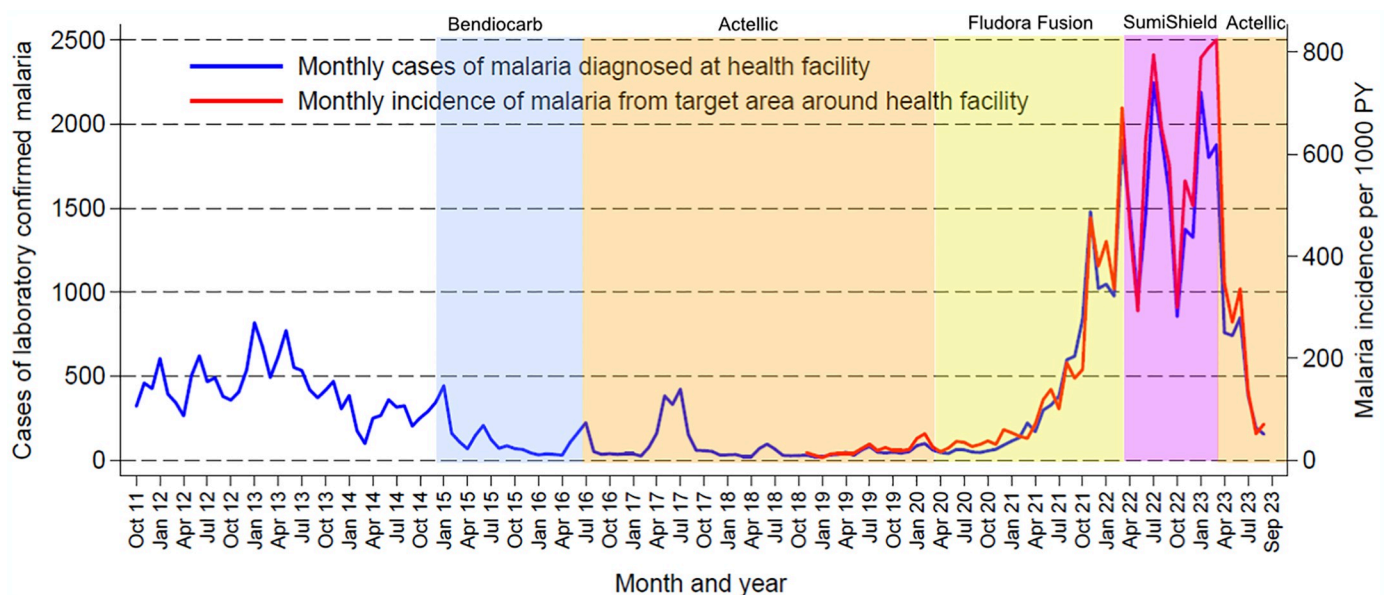 Bendiocarb Actellic Fludora Fusion SumiShield Actellic
Monthly cases of malaria diagnosed at health facility
Monthly incidence of malaria from target area around health facility
Cases of laboratory confirmed malaria
2500
2000
1500
1000
500
0
800
600
400
200
0
Malaria incidence per 1000 PY
Oct 11 Jan 12 Apr 12 Jul 12 Oct 12 Jan 13 Apr 13 Jul 13 Oct 13 Jan 14 Apr 14 Jul 14 Oct 14 Jan 15 Apr 15 Jul 15 Oct 15 Jan 16 Apr 16 Jul 16 Oct 16 Jan 17 Apr 17 Jul 17 Oct 17 Jan 18 Apr 18 Jul 18 Oct 18 Jan 19 Apr 19 Jul 19 Oct 19 Jan 20 Apr 20 Jul 20 Oct 20 Jan 21 Apr 21 Jul 21 Oct 21 Jan 22 Apr 22 Jul 22 Oct 22 Jan 23 Apr 23 Jul 23 Sep 23
Month and year